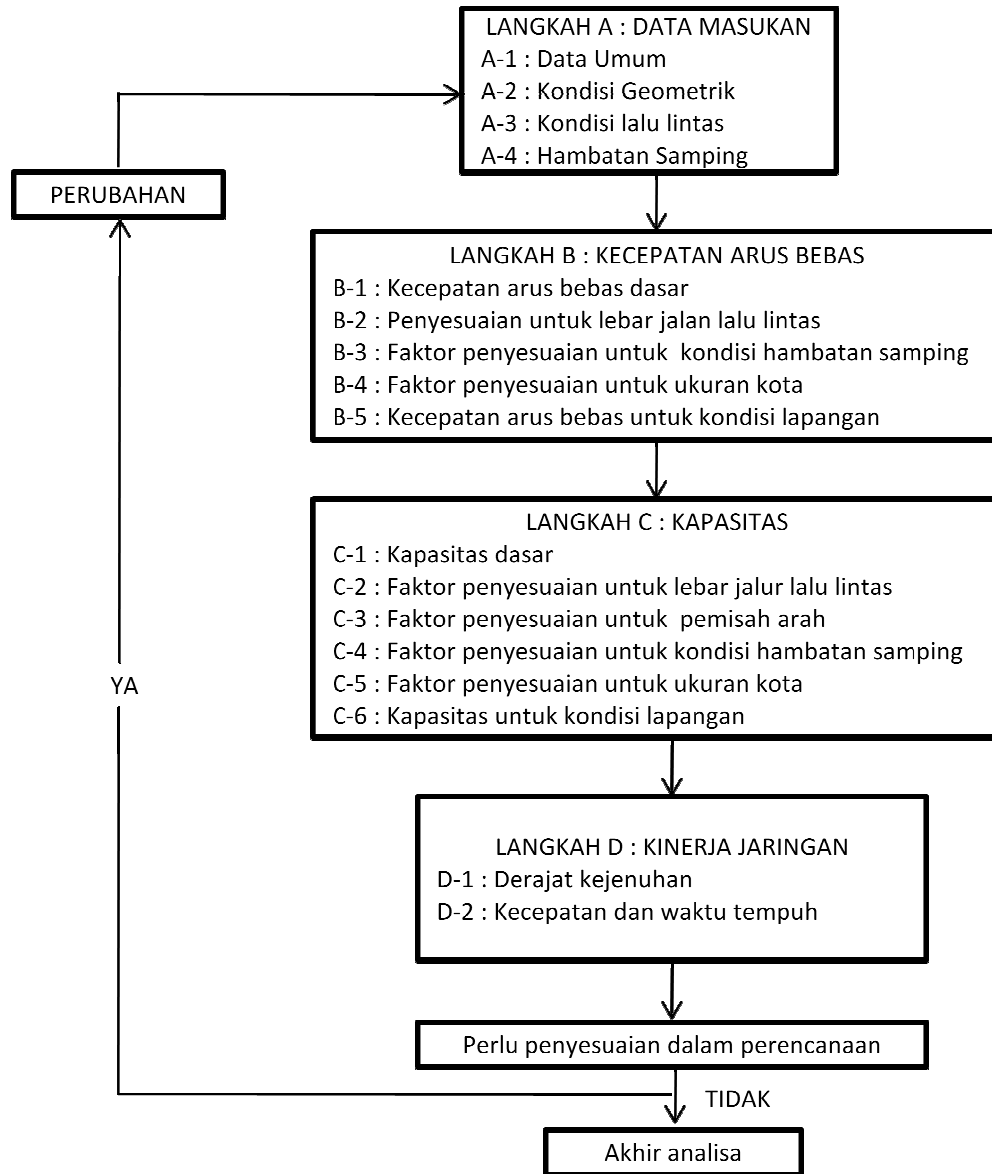 LANGKAH A : DATA MASUKAN
A-1 : Data Umum
A-2 : Kondisi Geometrik
A-3 : Kondisi lalu lintas
A-4 : Hambatan Samping
PERUBAHAN
LANGKAH B : KECEPATAN ARUS BEBAS
B-1 : Kecepatan arus bebas dasar
B-2 : Penyesuaian untuk lebar jalan lalu lintas
B-3 : Faktor penyesuaian untuk  kondisi hambatan samping
B-4 : Faktor penyesuaian untuk ukuran kota
B-5 : Kecepatan arus bebas untuk kondisi lapangan
LANGKAH C : KAPASITAS
C-1 : Kapasitas dasar
C-2 : Faktor penyesuaian untuk lebar jalur lalu lintas
C-3 : Faktor penyesuaian untuk  pemisah arah
C-4 : Faktor penyesuaian untuk kondisi hambatan samping
C-5 : Faktor penyesuaian untuk ukuran kota
C-6 : Kapasitas untuk kondisi lapangan
YA
LANGKAH D : KINERJA JARINGAN
D-1 : Derajat kejenuhan
D-2 : Kecepatan dan waktu tempuh
Perlu penyesuaian dalam perencanaan
TIDAK
Akhir analisa